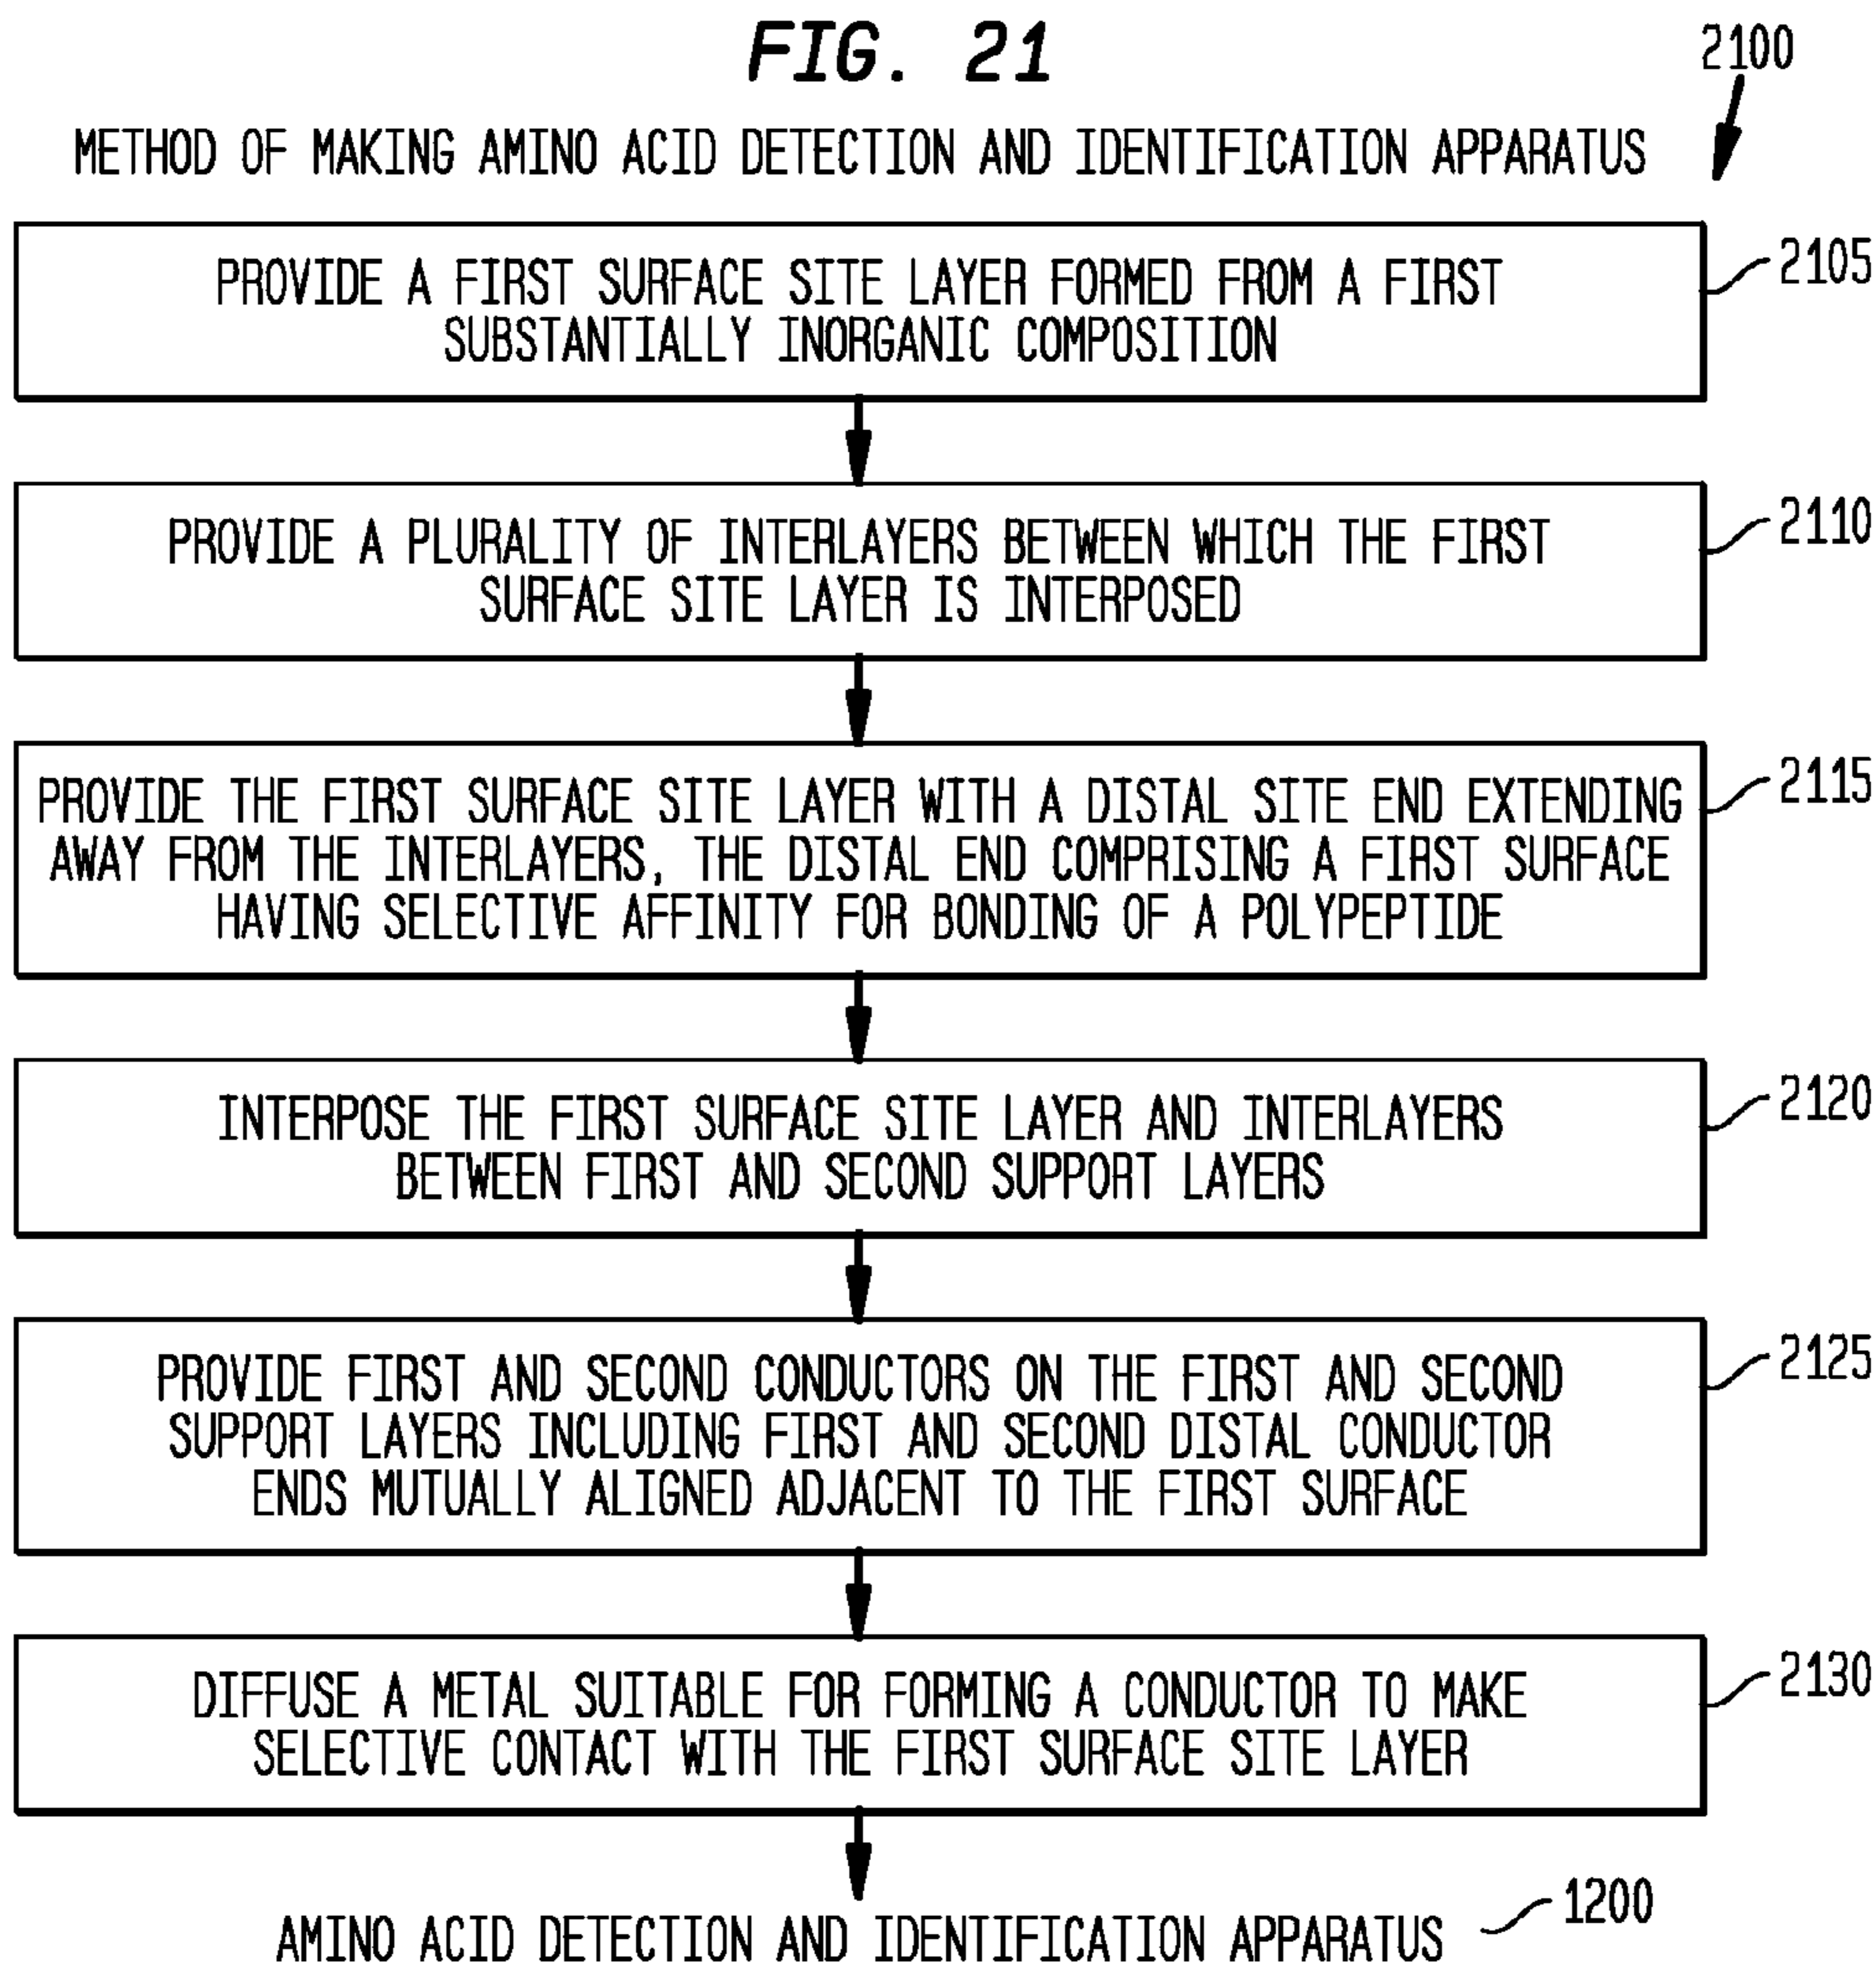 FIG. 21
2100
METHOD OF MAKING AMINO ACID DETECTION AND IDENTIFICATION APPARATUS
PROVIDE A FIRST SURFACE SITE LAYER FORMED FROM A FIRST
SUBSTANTIALLY INORGANIC COMPOSITION
2105
PROVIDE A PLURALITY OF INTERLAYERS BETWEEN WHICH THE FIRST
SURFACE SITE LAYER IS INTERPOSED
2110
PROVIDE THE FIRST SURFACE SITE LAYER WITH A DISTAL SITE END EXTENDING
AWAY FROM THE INTERLAYERS, THE DISTAL END COMPRISING A FIRST SURFACE
HAVING SELECTIVE AFFINITY FOR BONDING OF A POLYPEPTIDE
2115
INTERPOSE THE FIRST SURFACE SITE LAYER AND INTERLAYERS
BETWEEN FIRST AND SECOND SUPPORT LAYERS
2120
PROVIDE FIRST AND SECOND CONDUCTORS ON THE FIRST AND SECOND
SUPPORT LAYERS INCLUDING FIRST AND SECOND DISTAL CONDUCTOR
ENDS MUTUALLY ALIGNED ADJACENT TO THE FIRST SURFACE
2125
DIFFUSE A METAL SUITABLE FOR FORMING A CONDUCTOR TO MAKE
SELECTIVE CONTACT WITH THE FIRST SURFACE SITE LAYER
2130
AMINO ACID DETECTION AND IDENTIFICATION APPARATUS
1200